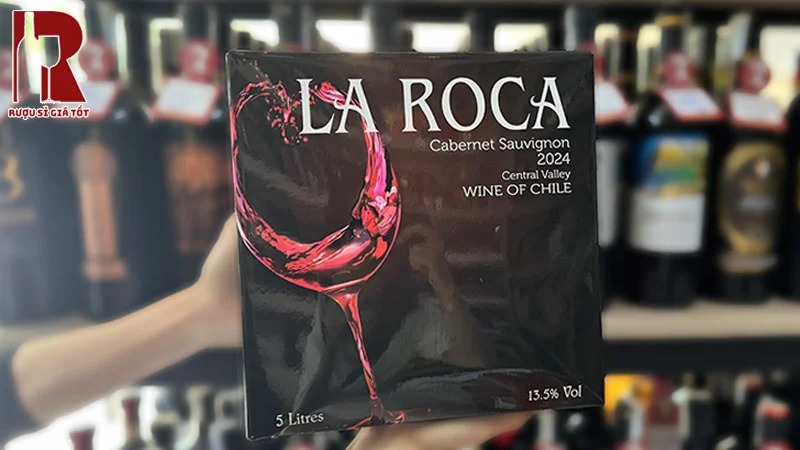 RƯỢU SỈ GIÁ TỐT
LA ROCA
Cabernet Sauvignon
2024
Central Valley
WINE OF CHILE
5 Litres
13.5% Vol